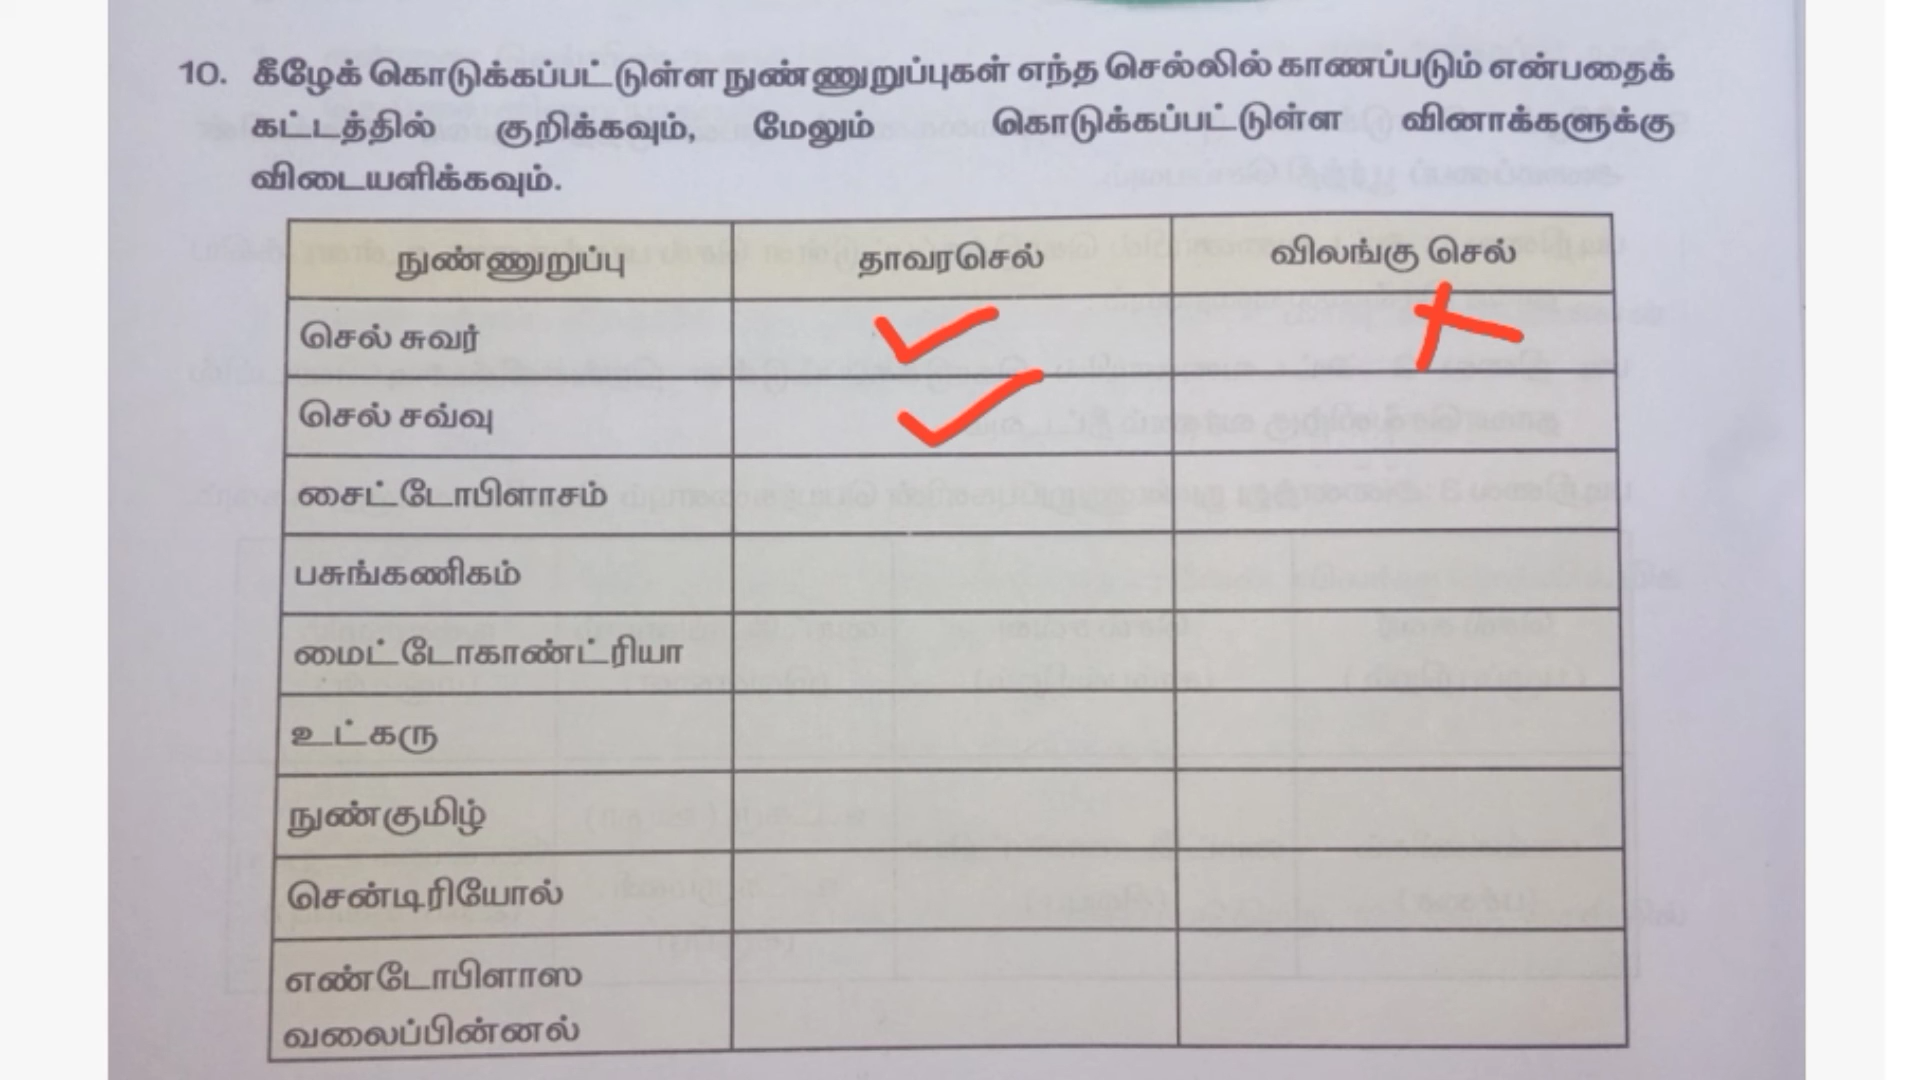 10. கீழேக் கொடுக்கப்பட்டுள்ள நுண்ணுறுப்புகள் எந்த செல்லில் காணப்படும் என்பதைக்
கட்டத்தில் குறிக்கவும், மேலும் கொடுக்கப்பட்டுள்ள வினாக்களுக்கு
விடையளிக்கவும்.
நுண்ணுறுப்பு தாவரசெல் விலங்கு செல்
செல் சுவர்
செல் சவ்வு
சைட்டோபிளாசம்
பசுங்கணிகம்
மைட்டோகாண்ட்ரியா
உட்கரு
நுண்குமிழ்
சென்டிரியோல்
எண்டோபிளாஸ
வலைப்பின்னல்